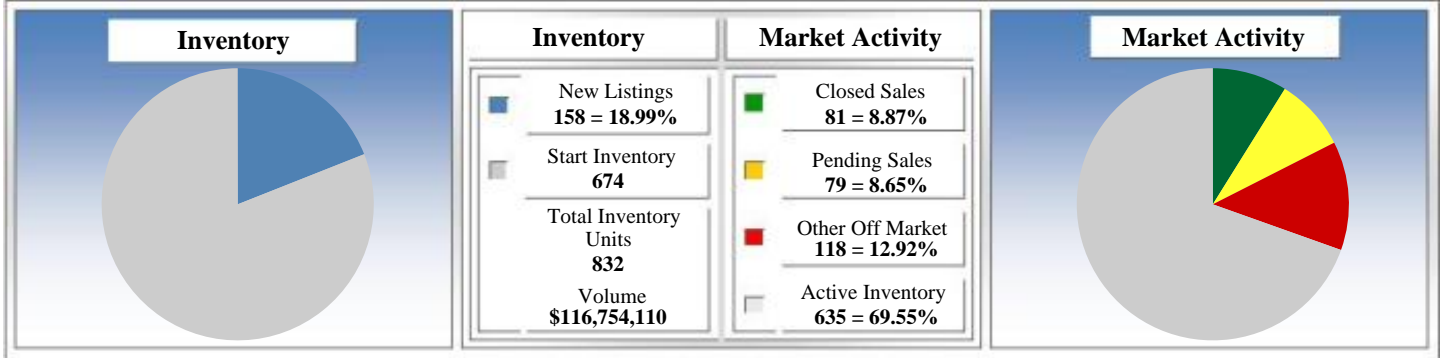 Inventory
Inventory
Market Activity
Market Activity
New Listings
158 = 18.99%
Start Inventory
674
Total Inventory
Units
832
Volume
$116,754,110
Closed Sales
81 = 8.87%
Pending Sales
79 = 8.65%
Other Off Market
118 = 12.92%
Active Inventory
635 = 69.55%